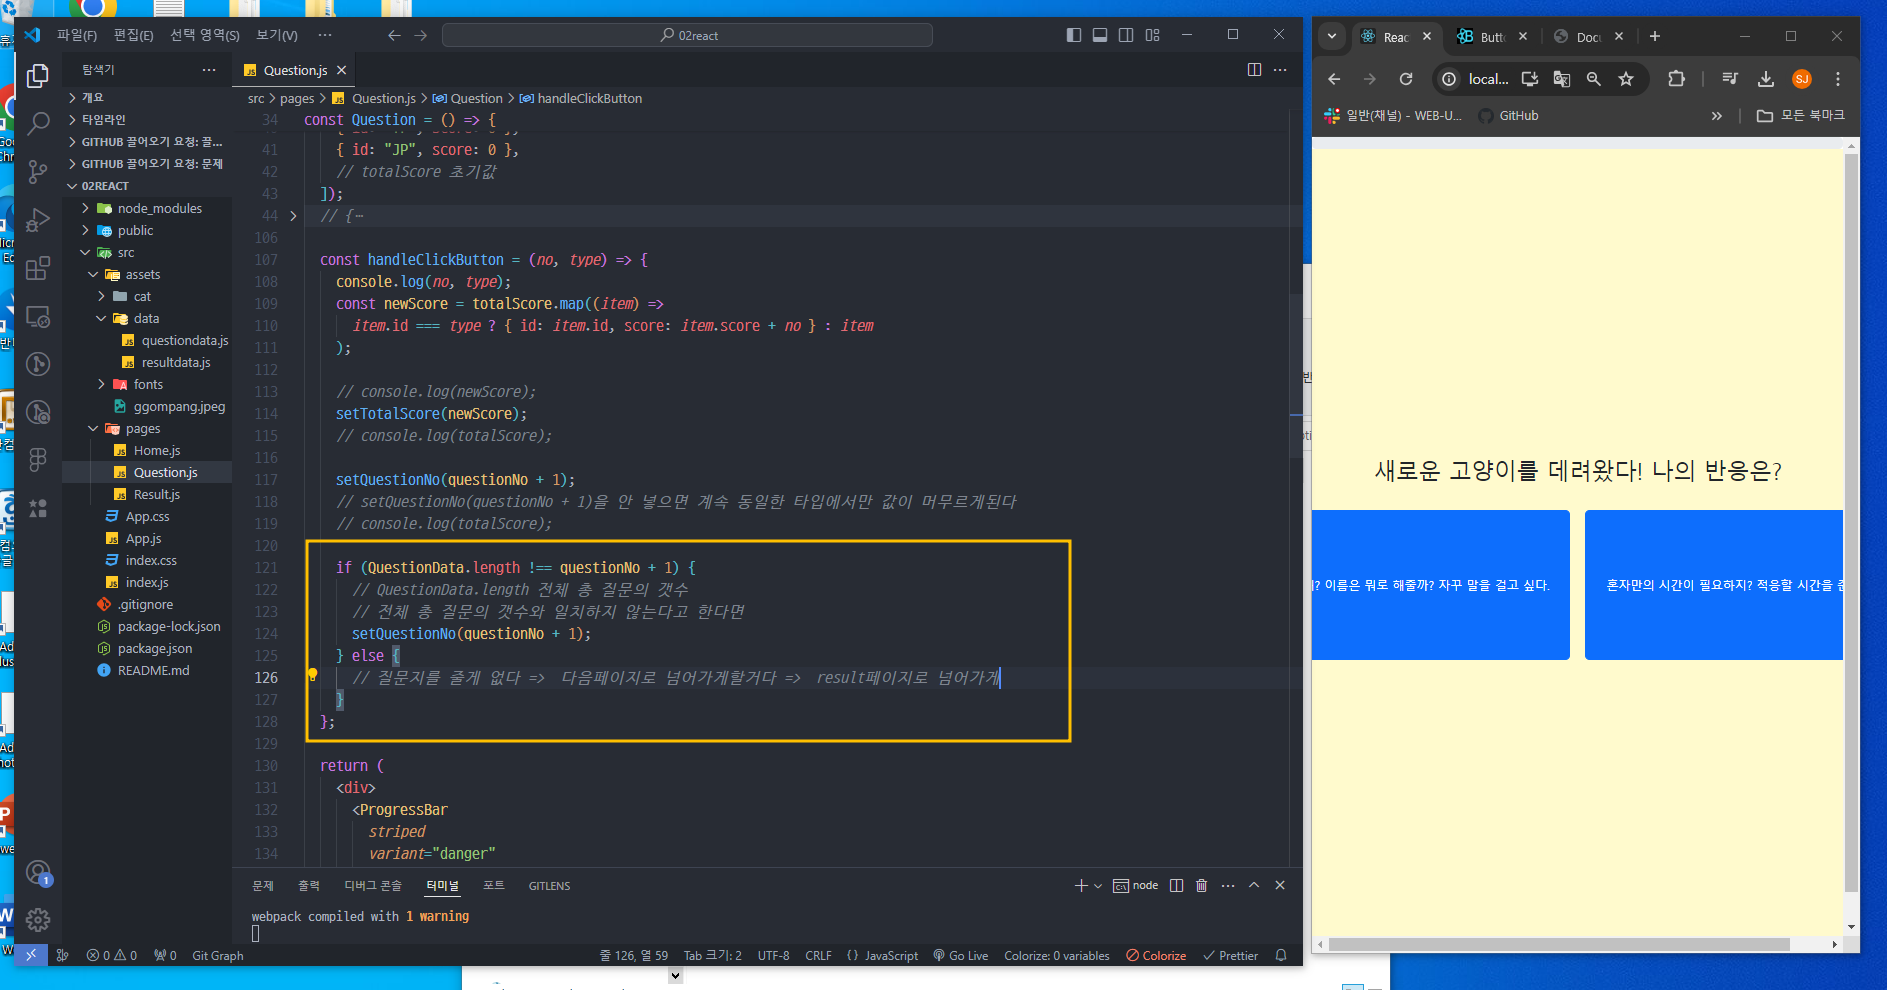 파일(F) 편집(E) 선택 영역(S) 보기(V) ··· 02react
탐색기 ···
개요
타임라인
GITHUB 끌어오기 요청: 끌...
GITHUB 끌어오기 요청: 문제
02REACT
node_modules
public
src
assets
cat
data
questiondata.js
resultdata.js
fonts
ggompang.jpeg
pages
Home.js
Question.js
Result.js
App.css
App.js
index.css
index.js
.gitignore
package-lock.json
package.json
README.md
Question.js
src > pages > Question.js > Question > handleClickButton
34 const Question = () => {
41 { id: "JP", score: 0 },
42 // totalScore 초기값
43 ]);
44 // {···
106
107 const handleClickButton = (no, type) => {
108 console.log(no, type);
109 const newScore = totalScore.map((item) =>
110 item.id === type ? { id: item.id, score: item.score + no } : item
111 );
112
113 // console.log(newScore);
114 setTotalScore(newScore);
115 // console.log(totalScore);
116
117 setQuestionNo(questionNo + 1);
118 // setQuestionNo(questionNo + 1)을 안 넣으면 계속 동일한 타입에서만 값이 머무르게된다
119 // console.log(totalScore);
120
121 if (QuestionData.length !== questionNo + 1) {
122 // QuestionData.length 전체 총 질문의 갯수
123 // 전체 총 질문의 갯수와 일치하지 않는다고 한다면
124 setQuestionNo(questionNo + 1);
125 } else {
126 // 질문지를 줄게 없다 => 다음페이지로 넘어가게할거다 => result페이지로 넘어가게
127 }
128 };
129
130 return (
131 <div>
132 <ProgressBar
133 striped
134 variant="danger"
문제 출력 디버그 콘솔 터미널 포트 GITLENS node
webpack compiled with 1 warning
0 0 0 Git Graph 줄 126, 열 59 Tab 크기: 2 UTF-8 CRLF {} JavaScript Go Live Colorize: 0 variables Colorize Prettier
1
Reac Butt Docu
local... SJ
일반(채널) - WEB-U... GitHub » 모든 북마크
새로운 고양이를 데려왔다! 나의 반응은?
? 이름은 뭐로 해줄까? 자꾸 말을 걸고 싶다.
혼자만의 시간이 필요하지? 적응할 시간을